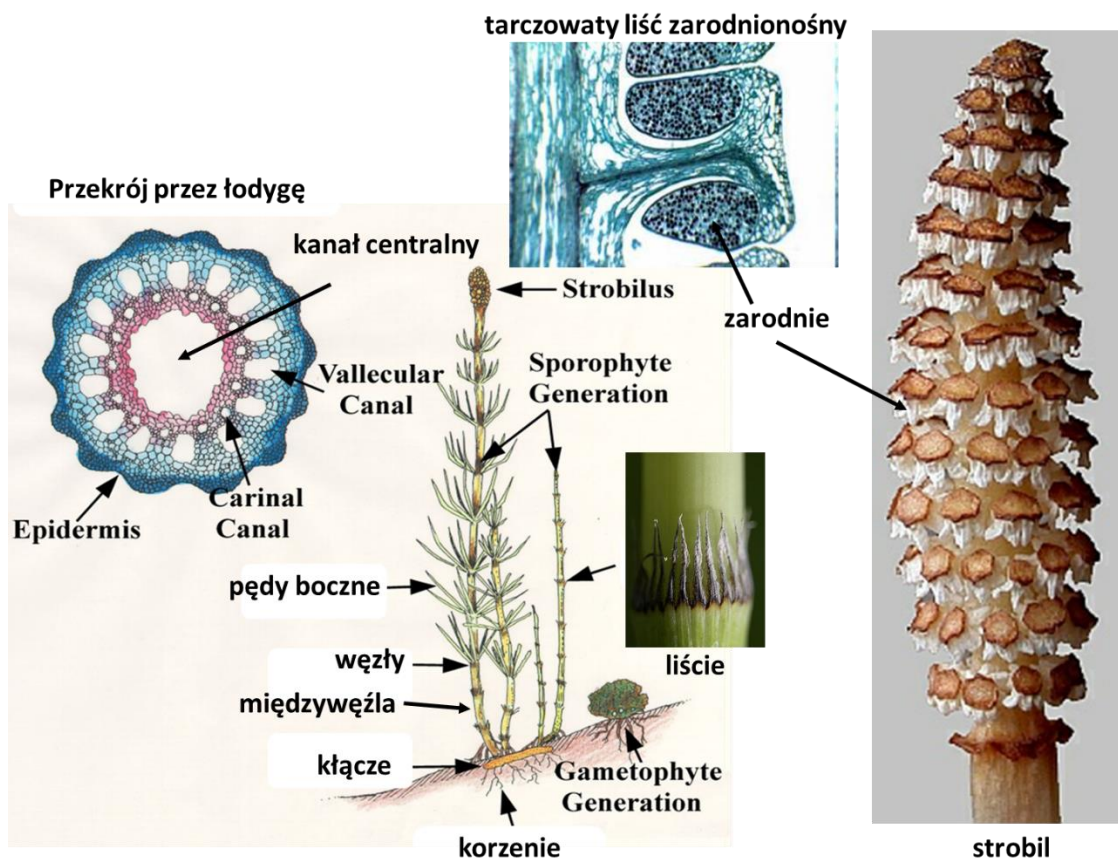 tarczowaty liść zarodnionośny
Przekrój przez łodygę
kanał centralny
Strobilus
zarodnie
Sporophyte
Generation
Vallecular
Canal
Carinal
Canal
Epidermis
pędy boczne
węzły
liście
międzywęźla
kłącze
Gametophyte
Generation
korzenie
strobil